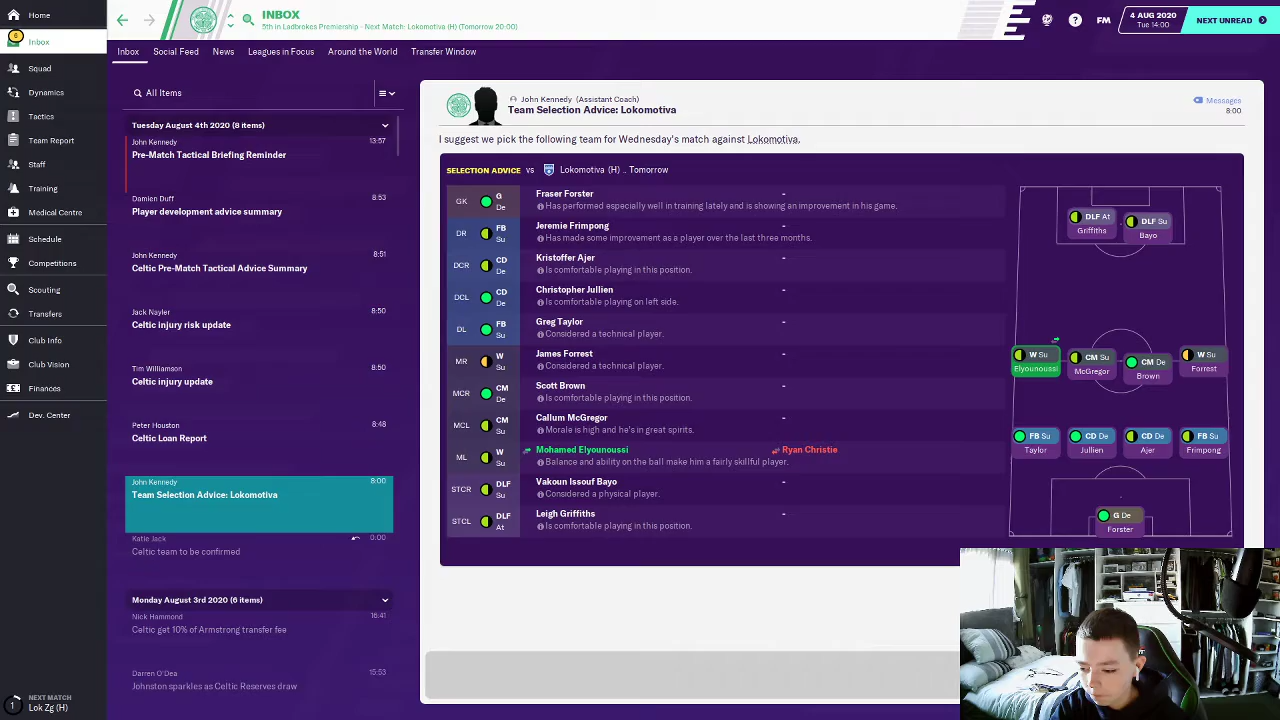 INBOX
5th in Ladbrokes Premiership - Next Match: Lokomotiva (H) (Tomorrow 20:00)
FM
4 AUG 2020
Tue 14:00
NEXT UNREAD
6
Inbox
Squad
Dynamics
Tactics
Team Report
Staff
Training
Medical Centre
Schedule
Competitions
Scouting
Transfers
Club Info
Club Vision
Finances
Dev. Center
1
NEXT MATCH
Lok Zg (H)
Inbox
Social Feed
News
Leagues in Focus
Around the World
Transfer Window
All Items
Tuesday August 4th 2020 (8 items)
John Kennedy 13:57
Pre-Match Tactical Briefing Reminder
Damien Duff 8:53
Player development advice summary
John Kennedy 8:51
Celtic Pre-Match Tactical Advice Summary
Jack Nayler 8:50
Celtic injury risk update
Tim Williamson 8:50
Celtic injury update
Peter Houston 8:48
Celtic Loan Report
John Kennedy 8:00
Team Selection Advice: Lokomotiva
Katie Jack 0:00
Celtic team to be confirmed
Monday August 3rd 2020 (6 items)
Nick Hammond 16:41
Celtic get 10% of Armstrong transfer fee
Darren O'Dea 15:53
Johnston sparkles as Celtic Reserves draw
John Kennedy (Assistant Coach)
Team Selection Advice: Lokomotiva
Messages
8:00
I suggest we pick the following team for Wednesday's match against Lokomotiva.
SELECTION ADVICE vs Lokomotiva (H) .. Tomorrow
GK G De Fraser Forster -
Has performed especially well in training lately and is showing an improvement in his game.
DR FB Su Jeremie Frimpong -
Has made some improvement as a player over the last three months.
DCR CD De Kristoffer Ajer -
Is comfortable playing in this position.
DCL CD De Christopher Jullien -
Is comfortable playing on left side.
DL FB Su Greg Taylor -
Considered a technical player.
MR W Su James Forrest -
Considered a technical player.
MCR CM De Scott Brown -
Is comfortable playing in this position.
MCL CM Su Callum McGregor -
Morale is high and he's in great spirits.
ML W Su Mohamed Elyounoussi Ryan Christie
Balance and ability on the ball make him a fairly skillful player.
STCR DLF Su Vakoun Issouf Bayo -
Considered a physical player.
STCL DLF At Leigh Griffiths -
Is comfortable playing in this position.
DLF At
Griffiths
DLF Su
Bayo
W Su
Elyounoussi
CM Su
McGregor
CM De
Brown
W Su
Forrest
FB Su
Taylor
CD De
Jullien
CD De
Ajer
FB Su
Frimpong
G De
Forster